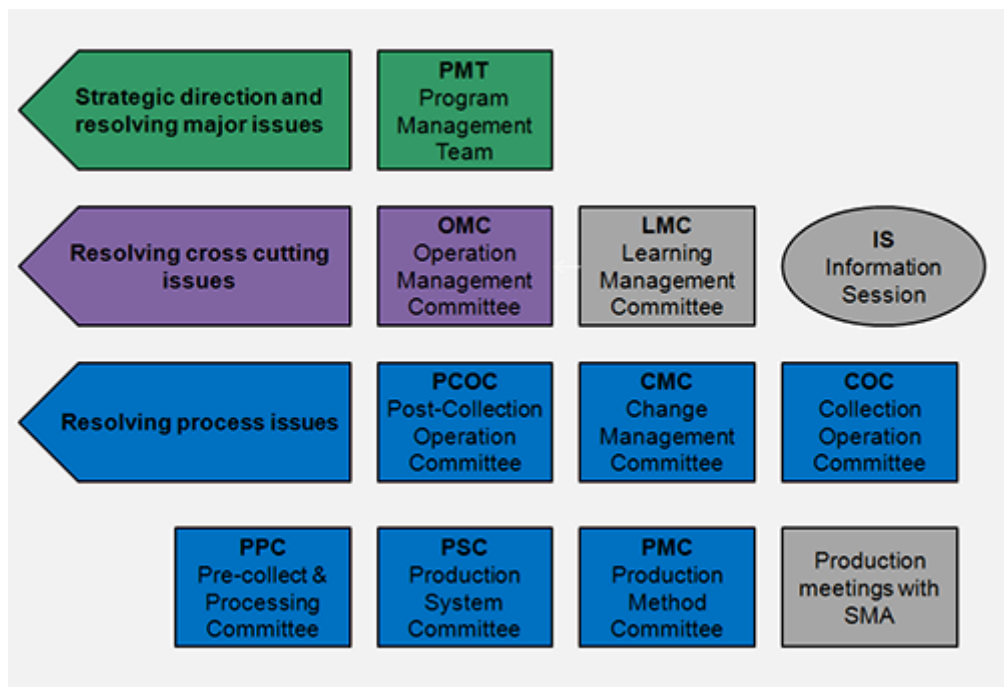 Strategic direction and
resolving major issues
PMT
Program
Management
Team
Resolving cross cutting
issues
OMC
Operation
Management
Committee
LMC
Learning
Management
Committee
IS
Information
Session
Resolving process issues
PCOC
Post-Collection
Operation
Committee
CMC
Change
Management
Committee
COC
Collection
Operation
Committee
PPC
Pre-collect &
Processing
Committee
PSC
Production
System
Committee
PMC
Production
Method
Committee
Production
meetings with
SMA